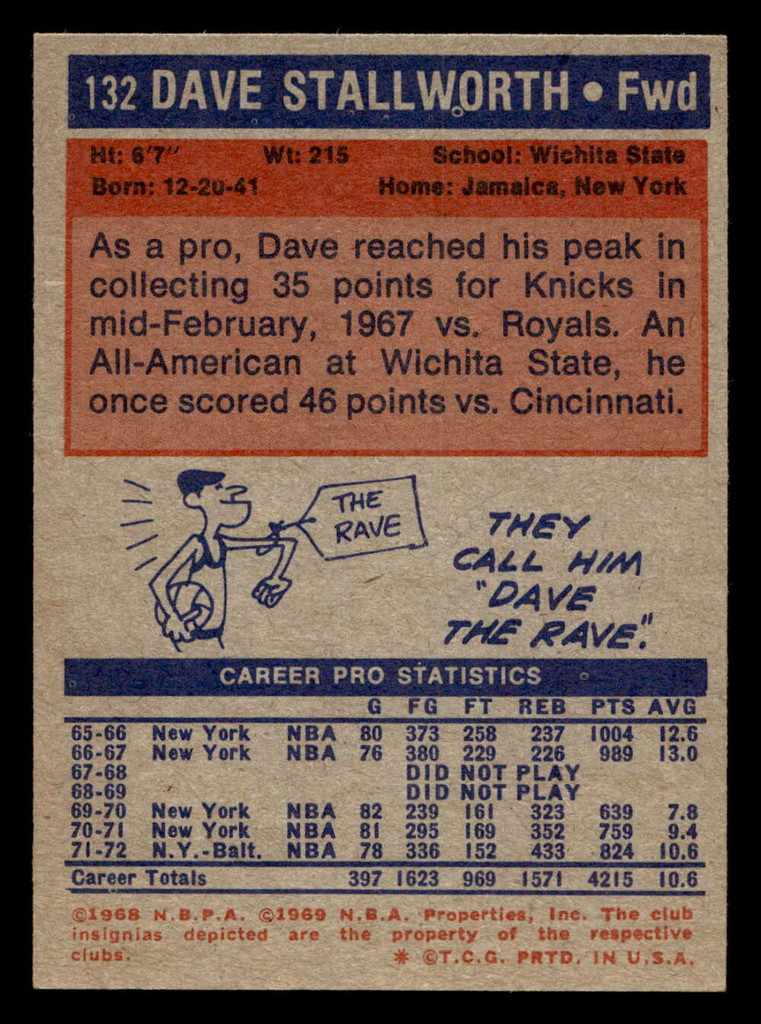 132 DAVE STALLWORTH • Fwd
Ht: 6'7" Wt: 215 School: Wichita State
Born: 12-20-41 Home: Jamaica, New York
As a pro, Dave reached his peak in
collecting 35 points for Knicks in
mid-February, 1967 vs. Royals. An
All-American at Wichita State, he
once scored 46 points vs. Cincinnati.
THE
RAVE
THEY
CALL HIM
"DAVE
THE RAVE".
CAREER PRO STATISTICS
G FG FT REB PTS AVG
65-66 New York NBA 80 373 258 237 1004 12.6
66-67 New York NBA 76 380 229 226 989 13.0
67-68 DID NOT PLAY
68-69 DID NOT PLAY
69-70 New York NBA 82 239 161 323 639 7.8
70-71 New York NBA 81 295 169 352 759 9.4
71-72 N.Y.-Balt. NBA 78 336 152 433 824 10.6
Career Totals 397 1623 969 1571 4215 10.6
©1968 N.B.P.A. ©1969 N.B.A. Properties, Inc. The club
insignias depicted are the property of the respective
clubs. * ©T.C.G. PRTD. IN U.S.A.